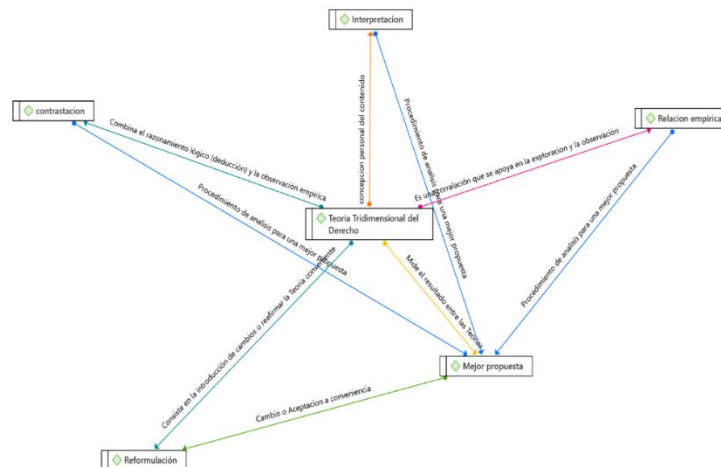 Interpretacion
contrastacion
Relacion empirica
Combina el razonamiento lógico (deducción) y la observación empirica
concepcion personal del contenido
Procedimiento de analisis para una mejor propuesta
Es una correlación que se apoya en la exploracion y la observación
Teoria Tridimensional del
Derecho
Procedimiento de analisis para una mejor propuesta
Procedimiento de analisis para una mejor propuesta
Mide el resultado entre las Teorias
Consiste en la introducción de cambios o reafirmar la Teoria conveniente
Mejor propuesta
Cambio o Aceptacion a conveniencia
Reformulación